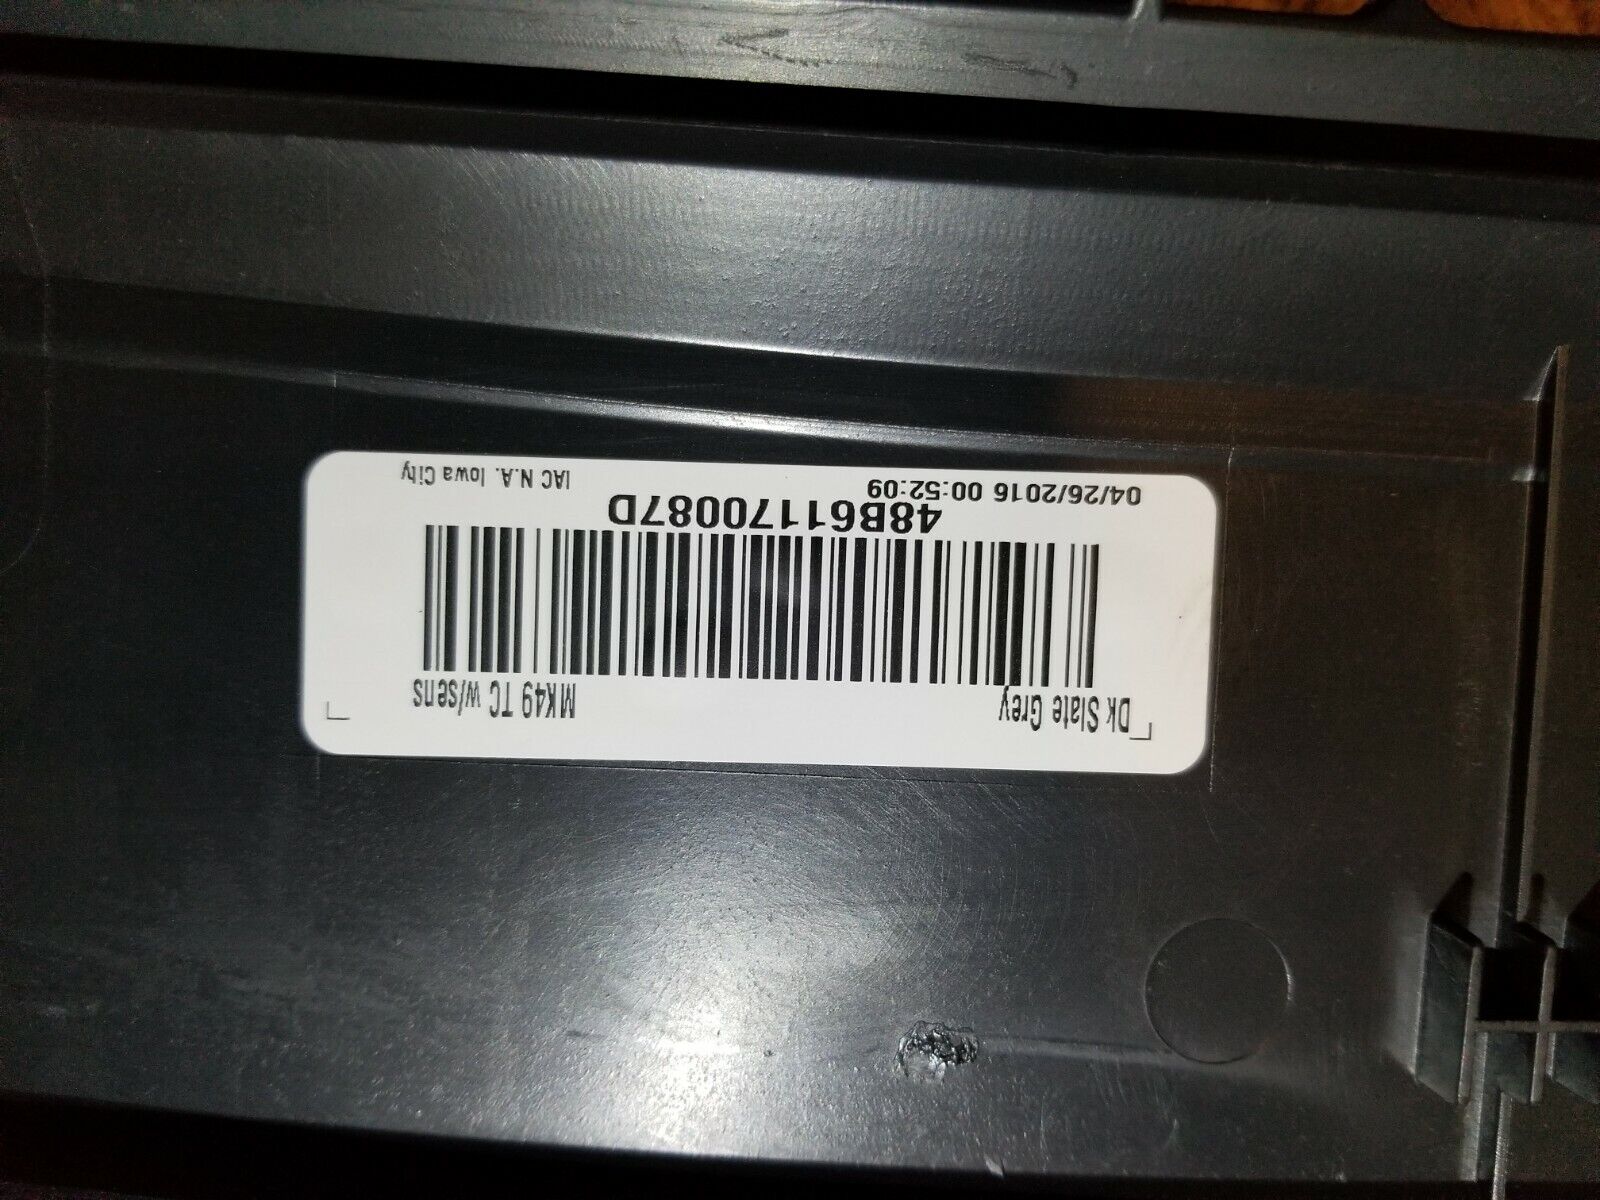 Dk Slate Grey MK49 TC w/sens
48B61170087D
04/26/2016 00:52:09 IAC N.A. Iowa City